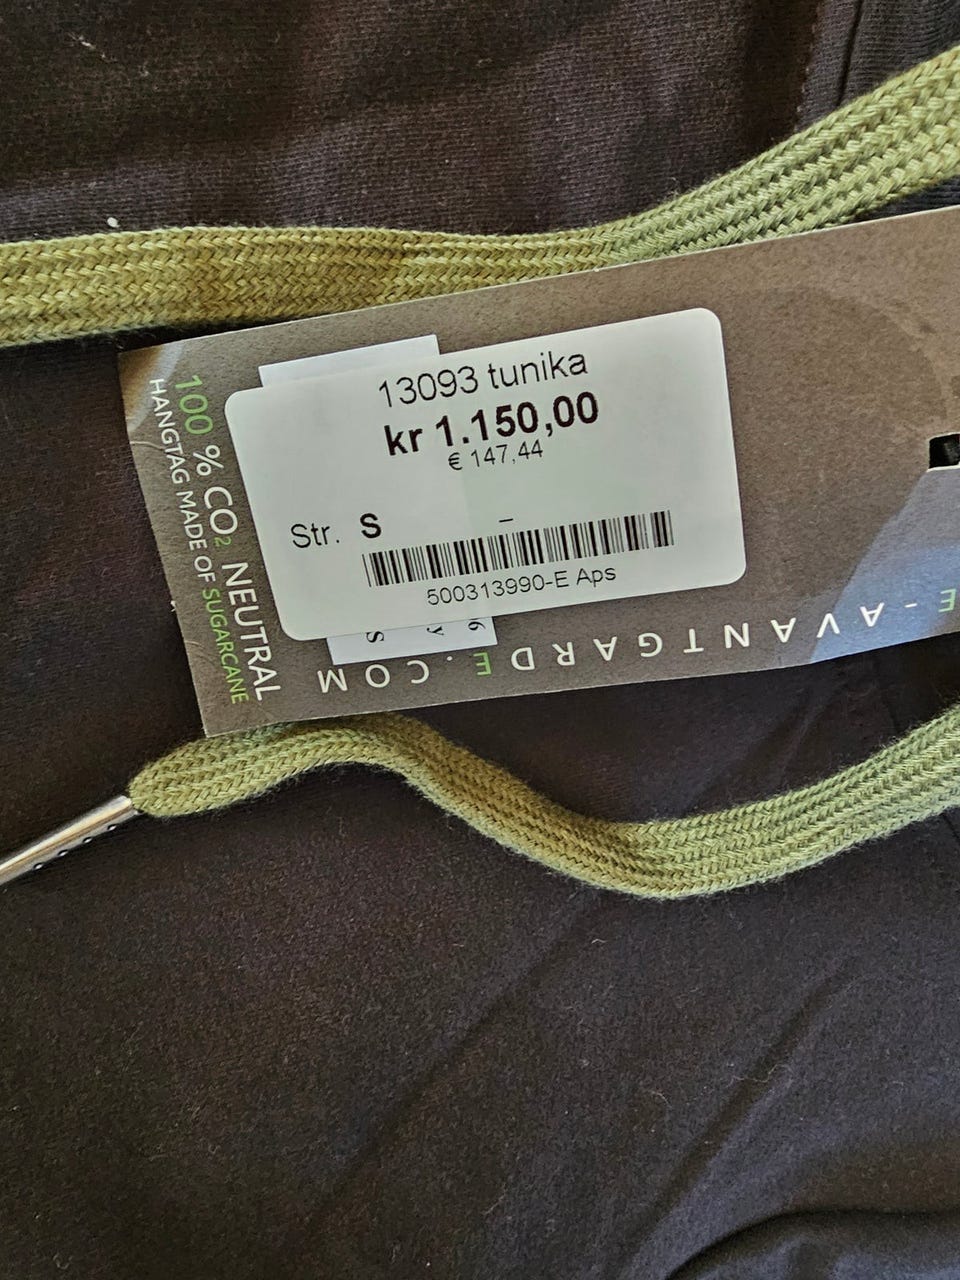 13093 tunika
kr 1.150,00
€ 147,44
Str. S
–
500313990-E Aps
100 % CO₂ NEUTRAL
HANGTAG MADE OF SUGARCANE
E-AVANTGARDE.COM
6
y
S